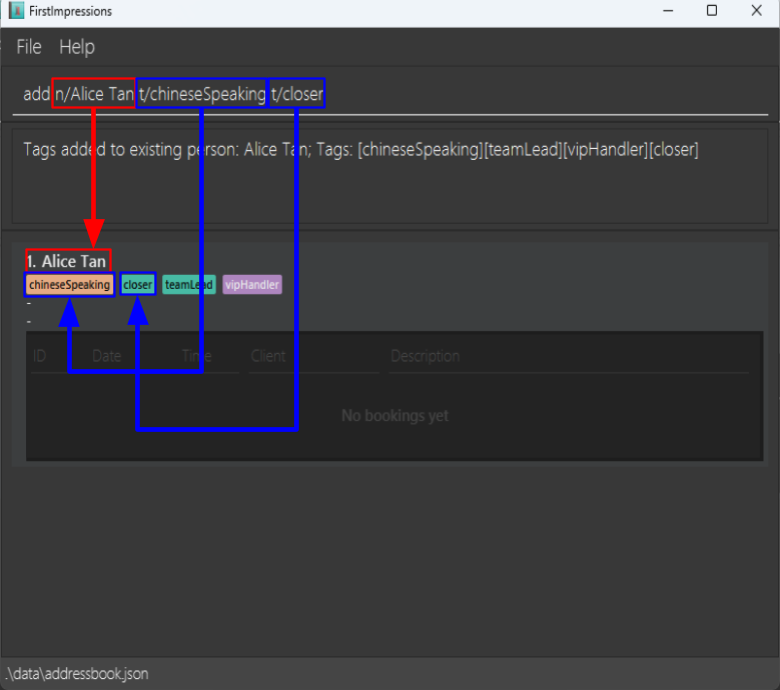 FirstImpressions
File Help
add n/Alice Tan t/chineseSpeaking t/closer
Tags added to existing person: Alice Tan; Tags: [chineseSpeaking][teamLead][vipHandler][closer]
1. Alice Tan
chineseSpeaking closer teamLead vipHandler
-
-
ID Date Time Client Description
No bookings yet
.\data\addressbook.json